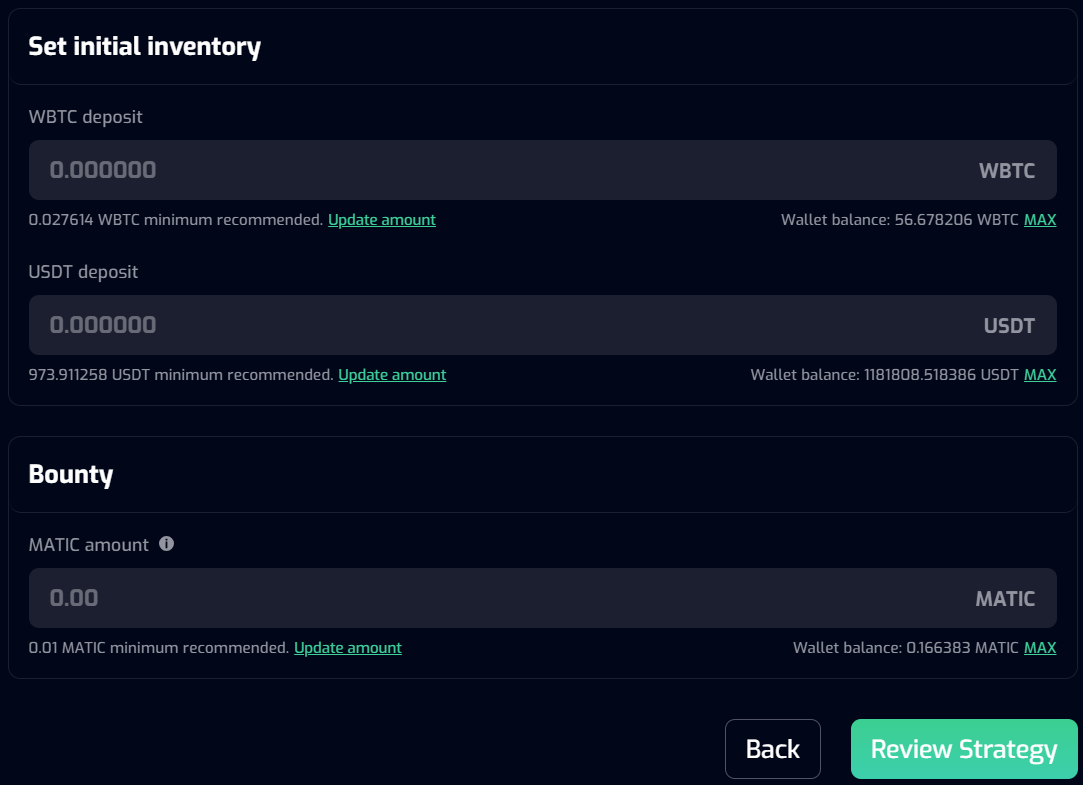 Set initial inventory
WBTC deposit
0.000000 WBTC
0.027614 WBTC minimum recommended. Update amount Wallet balance: 56.678206 WBTC MAX
USDT deposit
0.000000 USDT
973.911258 USDT minimum recommended. Update amount Wallet balance: 1181808.518386 USDT MAX
Bounty
MATIC amount
0.00 MATIC
0.01 MATIC minimum recommended. Update amount Wallet balance: 0.166383 MATIC MAX
Back Review Strategy